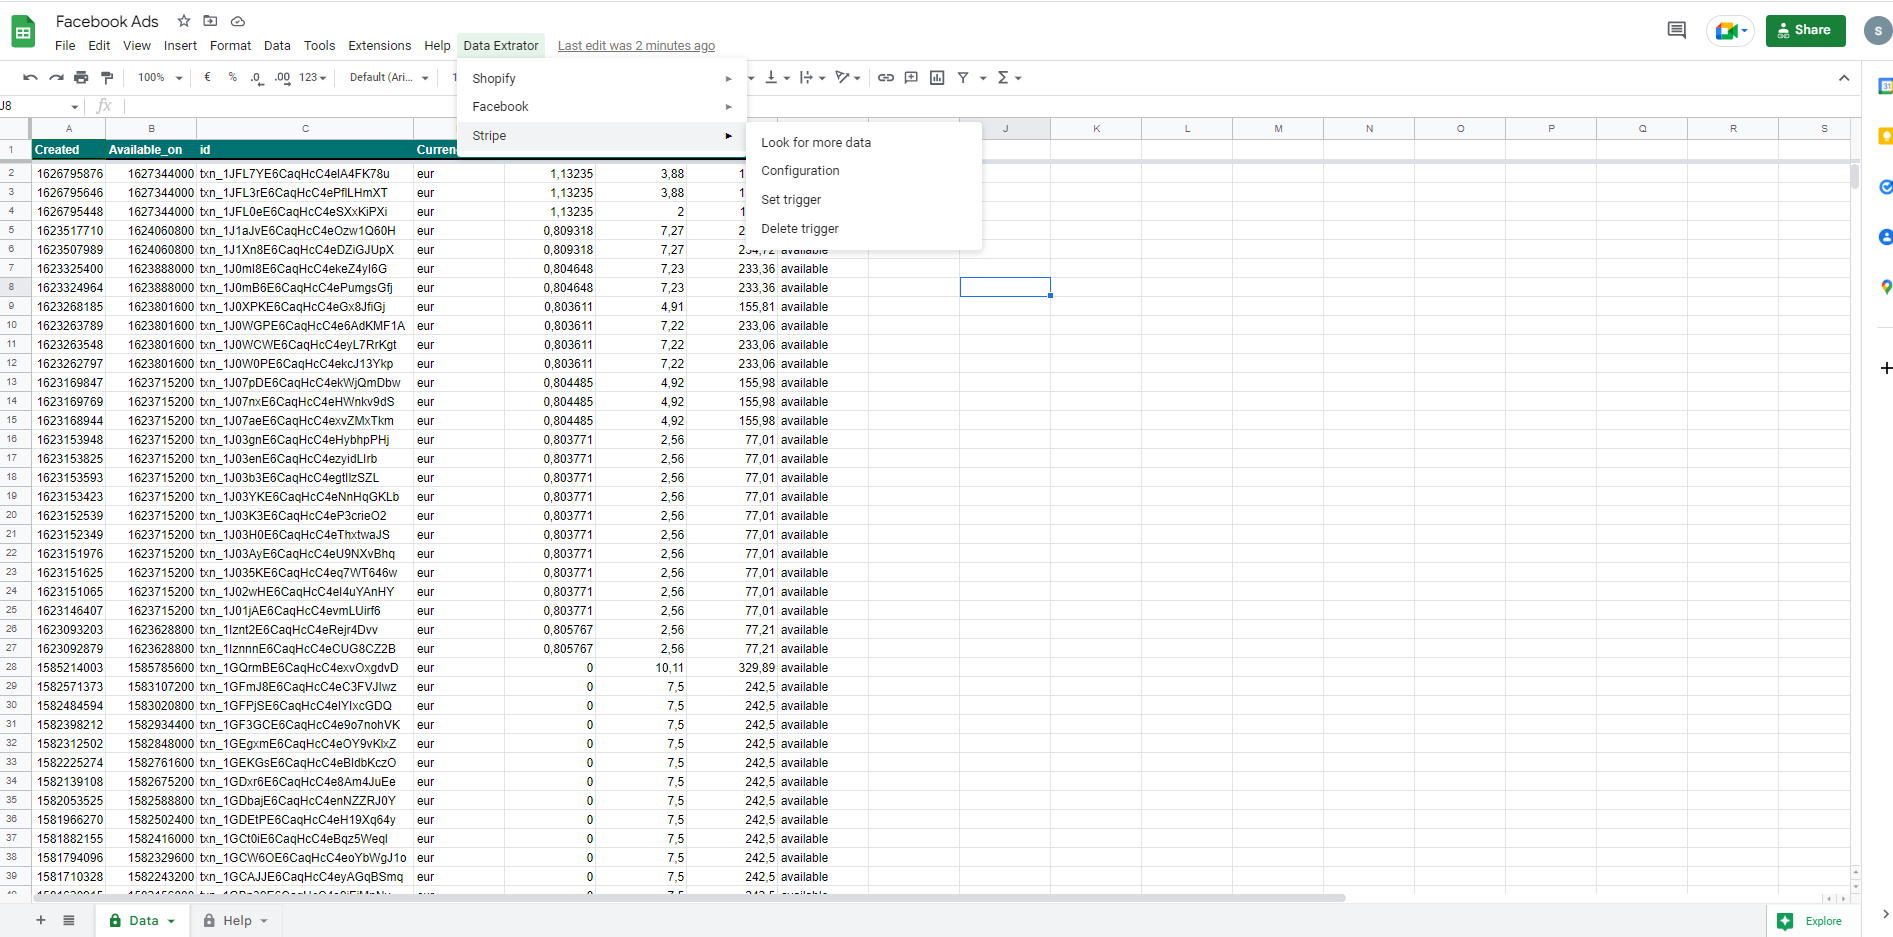 Facebook Ads
File Edit View Insert Format Data Tools Extensions Help Data Extrator Last edit was 2 minutes ago
Share
S
100% € % .0 .00 123 Default (Ari...
Shopify
Facebook
Stripe
Look for more data
Configuration
Set trigger
Delete trigger
J8 fx
A B C J K L M N O P Q R S
1 Created Available_on id
2 1626795876 1627344000 txn_1JFL7YE6CaqHcC4elA4FK78u eur 1,13235 3,88
3 1626795646 1627344000 txn_1JFL3rE6CaqHcC4ePflLHmXT eur 1,13235 3,88
4 1626795448 1627344000 txn_1JFL0eE6CaqHcC4eSXxKiPXi eur 1,13235 2
5 1623517710 1624060800 txn_1J1aJvE6CaqHcC4eOzw1Q60H eur 0,809318 7,27
6 1623507989 1624060800 txn_1J1Xn8E6CaqHcC4eDZiGJUpX eur 0,809318 7,27 234,72 available
7 1623325400 1623888000 txn_1J0mI8E6CaqHcC4ekeZ4yI6G eur 0,804648 7,23 233,36 available
8 1623324964 1623888000 txn_1J0mB6E6CaqHcC4ePumgsGfj eur 0,804648 7,23 233,36 available
9 1623268185 1623801600 txn_1J0XPKE6CaqHcC4eGx8JfiGj eur 0,803611 4,91 155,81 available
10 1623263789 1623801600 txn_1J0WGPE6CaqHcC4e6AdKMF1A eur 0,803611 7,22 233,06 available
11 1623263548 1623801600 txn_1J0WCWE6CaqHcC4eyL7RrKgt eur 0,803611 7,22 233,06 available
12 1623262797 1623801600 txn_1J0W0PE6CaqHcC4ekcJ13Ykp eur 0,803611 7,22 233,06 available
13 1623169847 1623715200 txn_1J07pDE6CaqHcC4ekWjQmDbw eur 0,804485 4,92 155,98 available
14 1623169769 1623715200 txn_1J07nxE6CaqHcC4eHWnkv9dS eur 0,804485 4,92 155,98 available
15 1623168944 1623715200 txn_1J07aeE6CaqHcC4exvZMxTkm eur 0,804485 4,92 155,98 available
16 1623153948 1623715200 txn_1J03gnE6CaqHcC4eHybhpPHj eur 0,803771 2,56 77,01 available
17 1623153825 1623715200 txn_1J03enE6CaqHcC4ezyidLlrb eur 0,803771 2,56 77,01 available
18 1623153593 1623715200 txn_1J03b3E6CaqHcC4egtllzSZL eur 0,803771 2,56 77,01 available
19 1623153423 1623715200 txn_1J03YKE6CaqHcC4eNnHqGKLb eur 0,803771 2,56 77,01 available
20 1623152539 1623715200 txn_1J03K3E6CaqHcC4eP3crieO2 eur 0,803771 2,56 77,01 available
21 1623152349 1623715200 txn_1J03H0E6CaqHcC4eThxtwaJS eur 0,803771 2,56 77,01 available
22 1623151976 1623715200 txn_1J03AyE6CaqHcC4eU9NXvBhq eur 0,803771 2,56 77,01 available
23 1623151625 1623715200 txn_1J035KE6CaqHcC4eq7WT646w eur 0,803771 2,56 77,01 available
24 1623151065 1623715200 txn_1J02wHE6CaqHcC4el4uYAnHY eur 0,803771 2,56 77,01 available
25 1623146407 1623715200 txn_1J01jAE6CaqHcC4evmLUirf6 eur 0,803771 2,56 77,01 available
26 1623093203 1623628800 txn_1Iznt2E6CaqHcC4eRejr4Dvv eur 0,805767 2,56 77,21 available
27 1623092879 1623628800 txn_1IznnnE6CaqHcC4eCUG8CZ2B eur 0,805767 2,56 77,21 available
28 1585214003 1585785600 txn_1GQrmBE6CaqHcC4exvOxgdvD eur 0 10,11 329,89 available
29 1582571373 1583107200 txn_1GFmJ8E6CaqHcC4eC3FVJIwz eur 0 7,5 242,5 available
30 1582484594 1583020800 txn_1GFPjSE6CaqHcC4elYIxcGDQ eur 0 7,5 242,5 available
31 1582398212 1582934400 txn_1GF3GCE6CaqHcC4e9o7nohVK eur 0 7,5 242,5 available
32 1582312502 1582848000 txn_1GEgxmE6CaqHcC4eOY9vKlxZ eur 0 7,5 242,5 available
33 1582225274 1582761600 txn_1GEKGsE6CaqHcC4eBldbKczO eur 0 7,5 242,5 available
34 1582139108 1582675200 txn_1GDxr6E6CaqHcC4e8Am4JuEe eur 0 7,5 242,5 available
35 1582053525 1582588800 txn_1GDbajE6CaqHcC4enNZZRJ0Y eur 0 7,5 242,5 available
36 1581966270 1582502400 txn_1GDEtPE6CaqHcC4eH19Xq64y eur 0 7,5 242,5 available
37 1581882155 1582416000 txn_1GCt0iE6CaqHcC4eBqz5Weql eur 0 7,5 242,5 available
38 1581794096 1582329600 txn_1GCW6OE6CaqHcC4eoYbWgJ1o eur 0 7,5 242,5 available
39 1581710328 1582243200 txn_1GCAJJE6CaqHcC4eyAGqBSmq eur 0 7,5 242,5 available
Data Help Explore